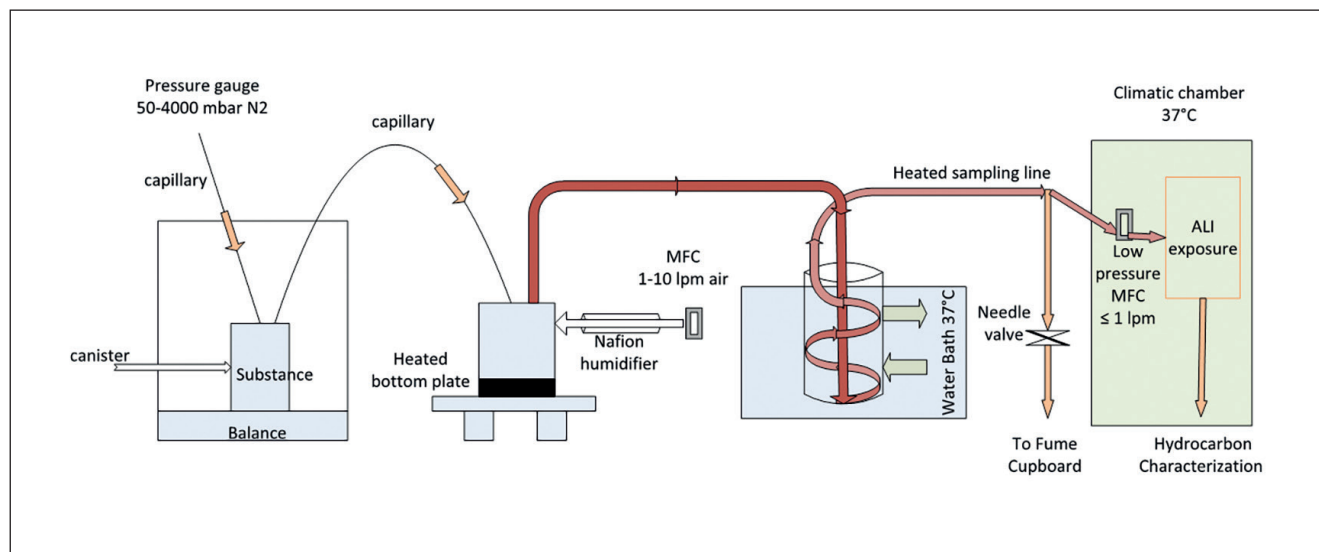 Pressure gauge
50-4000 mbar N2
capillary
capillary
canister
Substance
Balance
Heated
bottom plate
MFC
1-10 lpm air
Nafion
humidifier
Water Bath 37°C
Heated sampling line
Needle
valve
To Fume
Cupboard
Climatic chamber
37°C
Low
pressure
MFC
≤ 1 lpm
ALI
exposure
Hydrocarbon
Characterization